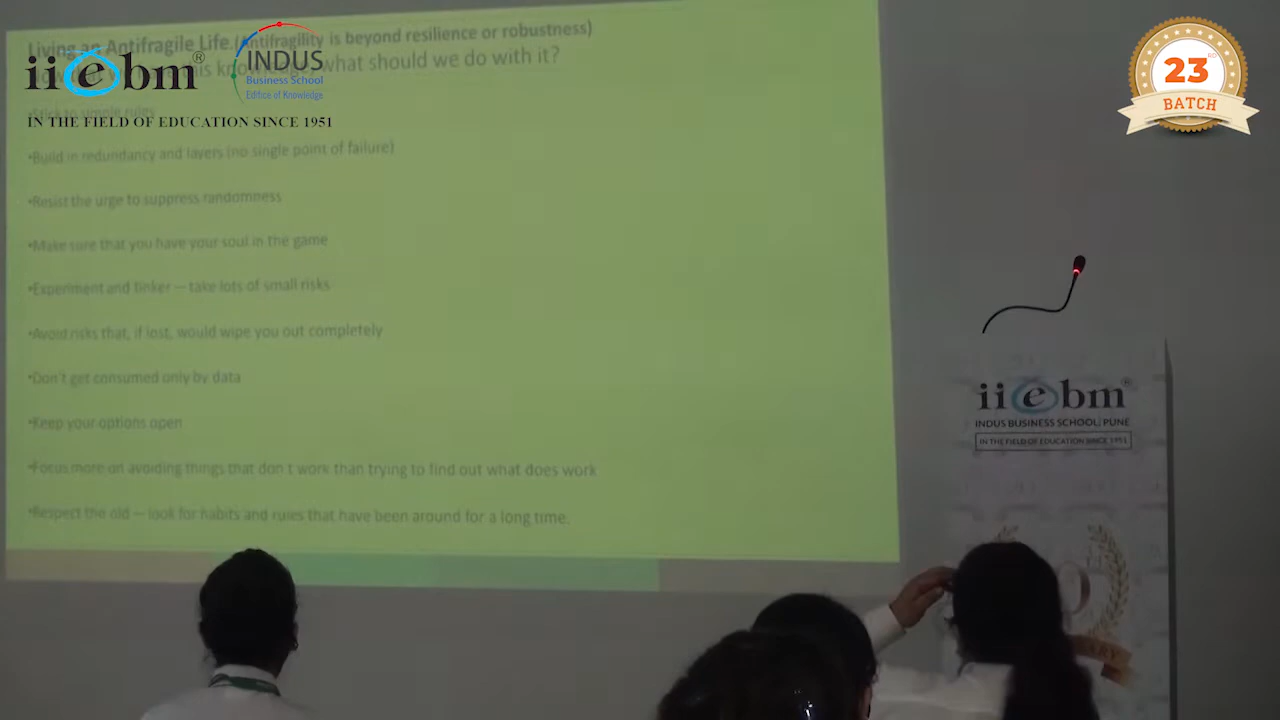 Living an Antifragile Life.(Antifragility is beyond resilience or robustness)
what should we do with it?
iiebm®
INDUS
Business School
Edifice of Knowledge
IN THE FIELD OF EDUCATION SINCE 1951
•Stick to simple rules
•Build in redundancy and layers (no single point of failure)
•Resist the urge to suppress randomness
•Make sure that you have your soul in the game
•Experiment and tinker — take lots of small risks
•Avoid risks that, if lost, would wipe you out completely
•Don't get consumed only by data
•Keep your options open
•Focus more on avoiding things that don t work than trying to find out what does work
•Respect the old — look for habits and rules that have been around for a long time.
23RD
BATCH
iiebm®
INDUS BUSINESS SCHOOL, PUNE
IN THE FIELD OF EDUCATION SINCE 1951